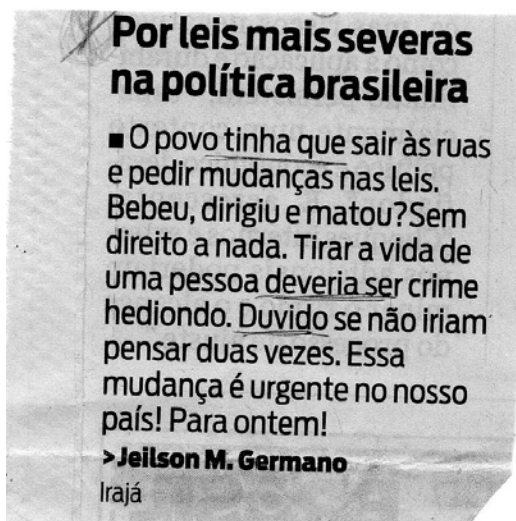 Por leis mais severas
na política brasileira
■ O povo tinha que sair às ruas
e pedir mudanças nas leis.
Bebeu, dirigiu e matou?Sem
direito a nada. Tirar a vida de
uma pessoa deveria ser crime
hediondo. Duvido se não iriam
pensar duas vezes. Essa
mudança é urgente no nosso
país! Para ontem!
>Jeilson M. Germano
Irajá